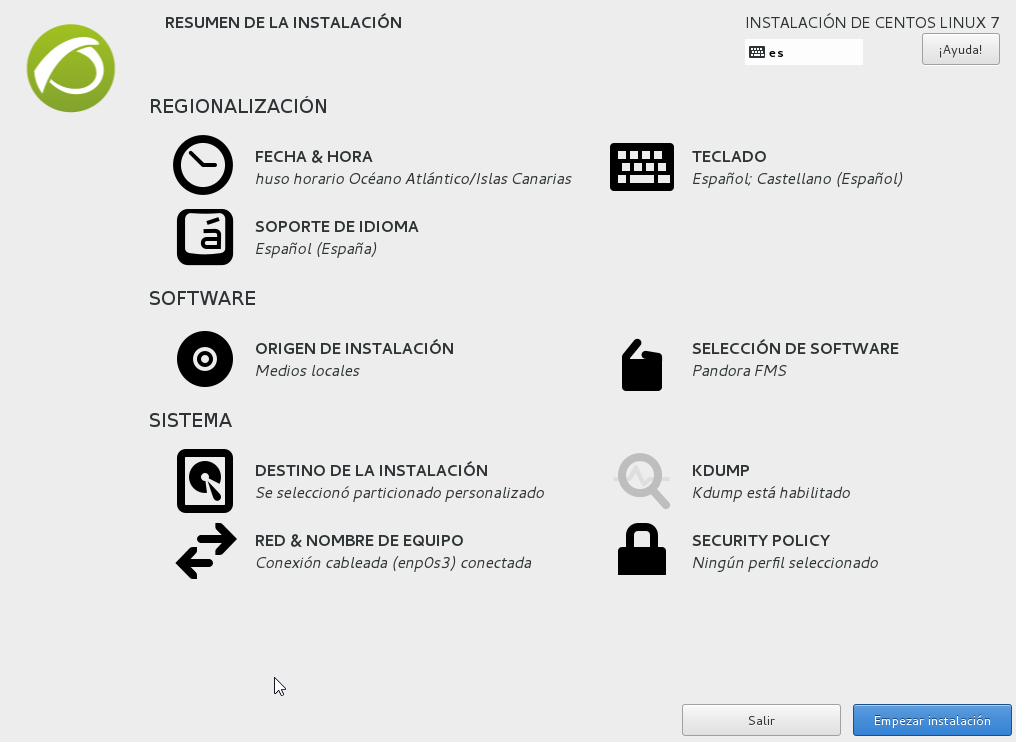 RESUMEN DE LA INSTALACIÓN
INSTALACIÓN DE CENTOS LINUX 7
es
¡Ayuda!
REGIONALIZACIÓN
FECHA & HORA
huso horario Océano Atlántico/Islas Canarias
TECLADO
Español; Castellano (Español)
á
SOPORTE DE IDIOMA
Español (España)
SOFTWARE
ORIGEN DE INSTALACIÓN
Medios locales
SELECCIÓN DE SOFTWARE
Pandora FMS
SISTEMA
DESTINO DE LA INSTALACIÓN
Se seleccionó particionado personalizado
KDUMP
Kdump está habilitado
RED & NOMBRE DE EQUIPO
Conexión cableada (enp0s3) conectada
SECURITY POLICY
Ningún perfil seleccionado
Salir
Empezar instalación